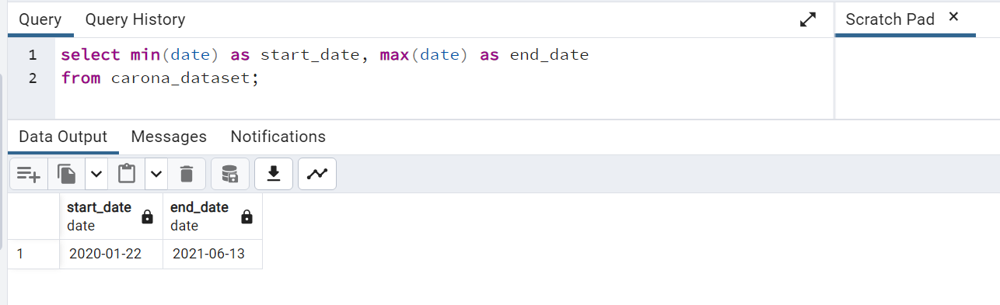 Query Query History Scratch Pad ×
1 select min(date) as start_date, max(date) as end_date
2 from carona_dataset;
Data Output Messages Notifications
start_date end_date
date date
1 2020-01-22 2021-06-13